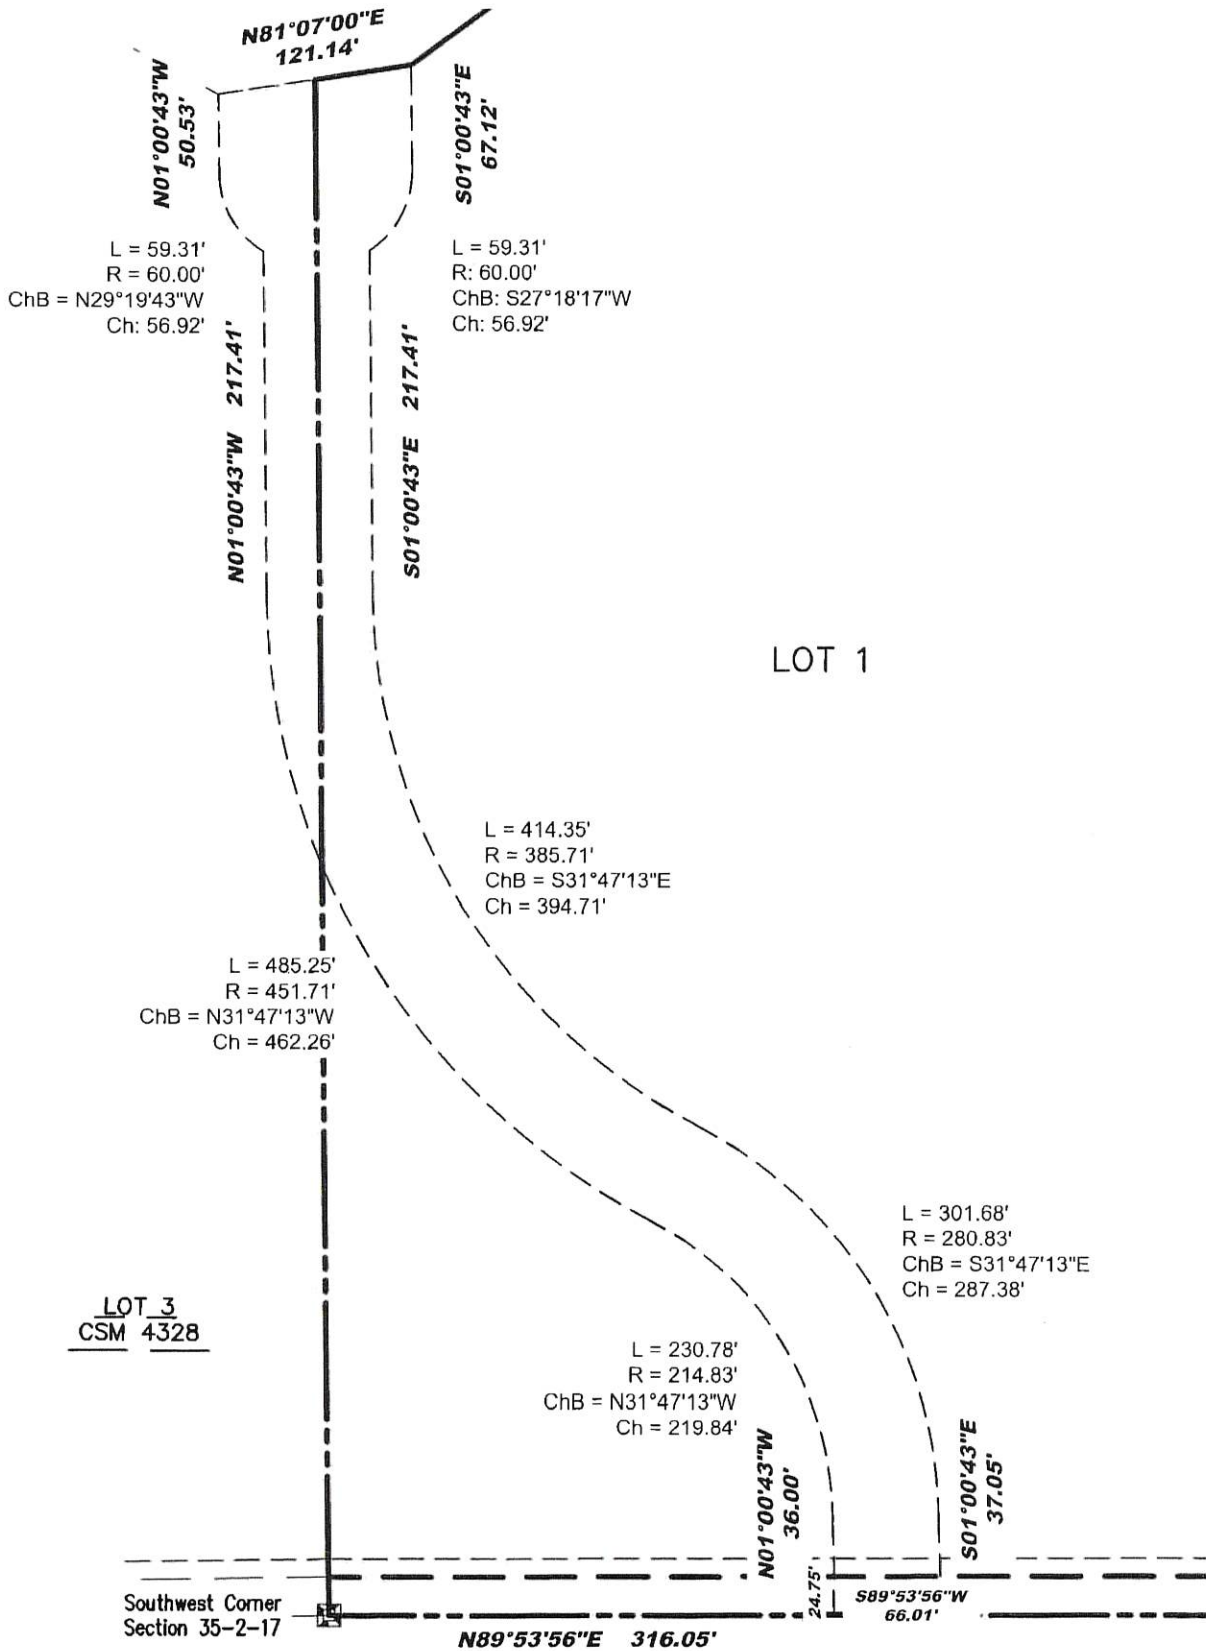 N81°07'00"E
121.14'
N01°00'43"W
50.53'
S01°00'43"E
67.12'
L = 59.31'
R = 60.00'
ChB = N29°19'43"W
Ch: 56.92'
L = 59.31'
R: 60.00'
ChB: S27°18'17"W
Ch: 56.92'
N01°00'43"W 217.41'
S01°00'43"E 217.41'
LOT 1
L = 414.35'
R = 385.71'
ChB = S31°47'13"E
Ch = 394.71'
L = 485.25'
R = 451.71'
ChB = N31°47'13"W
Ch = 462.26'
L = 301.68'
R = 280.83'
ChB = S31°47'13"E
Ch = 287.38'
LOT 3
CSM 4328
L = 230.78'
R = 214.83'
ChB = N31°47'13"W
Ch = 219.84'
N01°00'43"W
36.00'
S01°00'43"E
37.05'
24.75'
S89°53'56"W
66.01'
Southwest Corner
Section 35-2-17
N89°53'56"E 316.05'